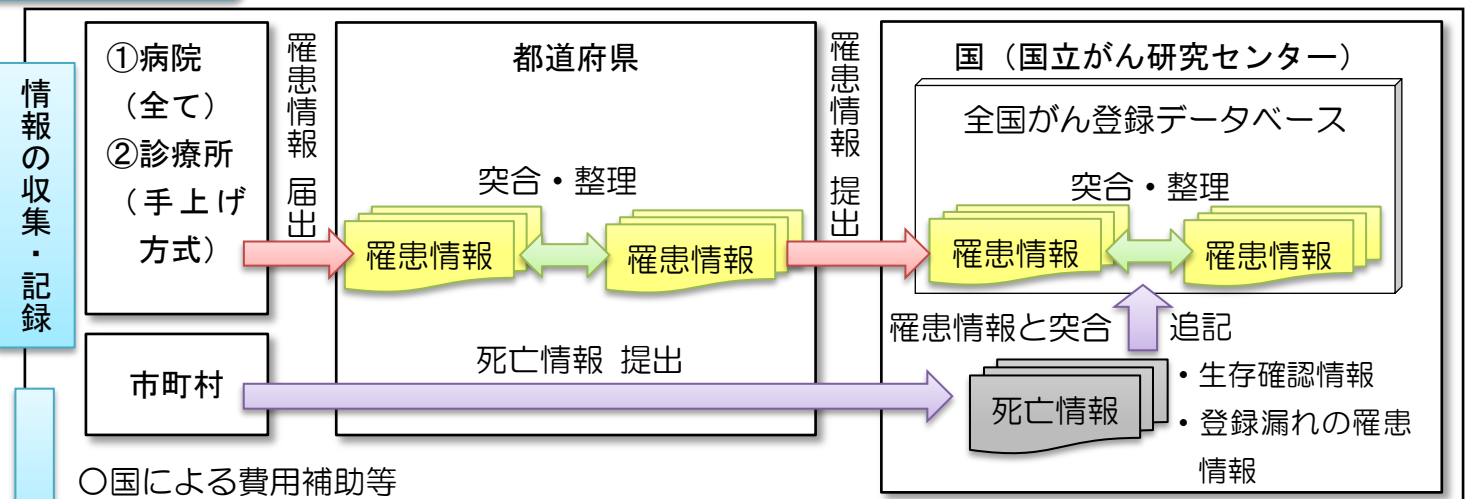 情報の収集・記録
①病院
（全て）
②診療所
（手上げ
方式）
罹患情報 届出
都道府県
突合・整理
罹患情報
罹患情報
罹患情報 提出
国（国立がん研究センター）
全国がん登録データベース
突合・整理
罹患情報
罹患情報
罹患情報と突合
追記
市町村
死亡情報 提出
死亡情報
・生存確認情報
・登録漏れの罹患
情報
〇国による費用補助等